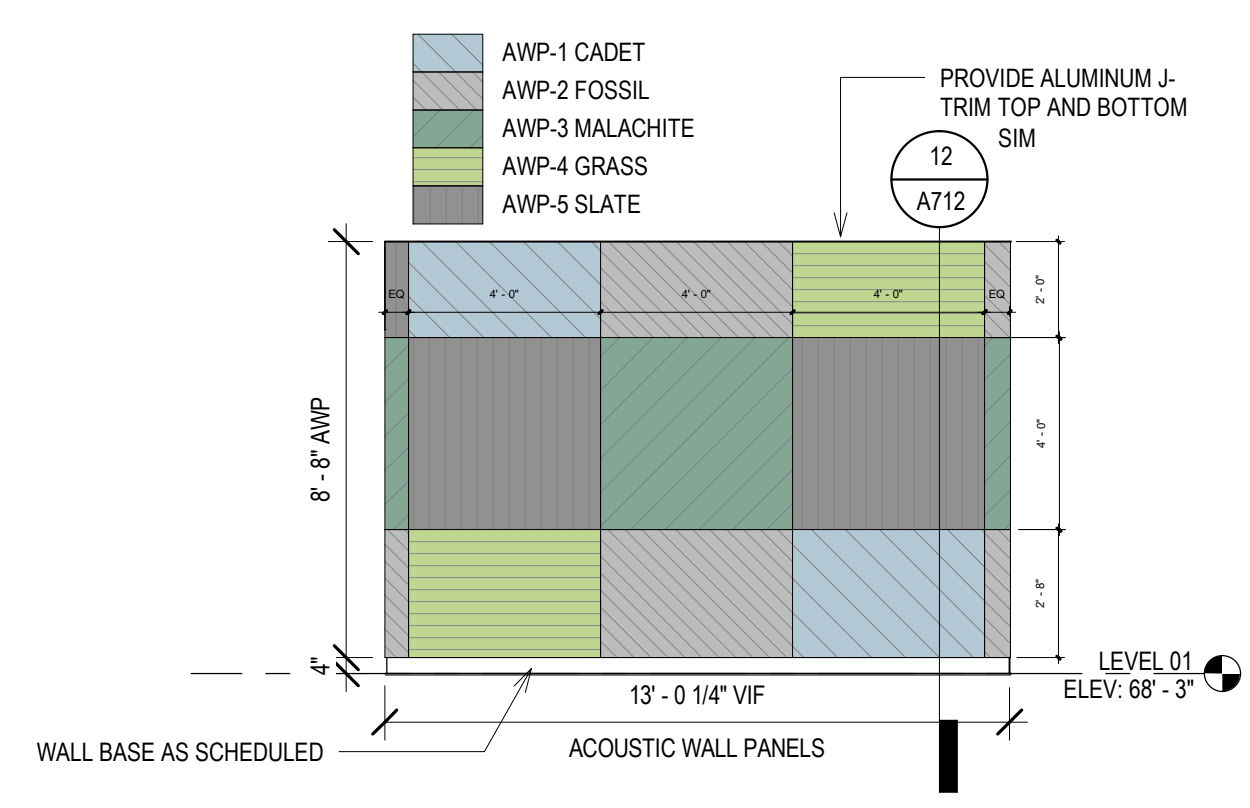 AWP-1 CADET
AWP-2 FOSSIL
AWP-3 MALACHITE
AWP-4 GRASS
AWP-5 SLATE
PROVIDE ALUMINUM J-
TRIM TOP AND BOTTOM
SIM
12
A712
EQ
4' - 0"
4' - 0"
4' - 0"
EQ
2' - 0"
4' - 0"
2' - 8"
8' - 8" AWP
4"
LEVEL 01
ELEV: 68' - 3"
13' - 0 1/4" VIF
WALL BASE AS SCHEDULED
ACOUSTIC WALL PANELS